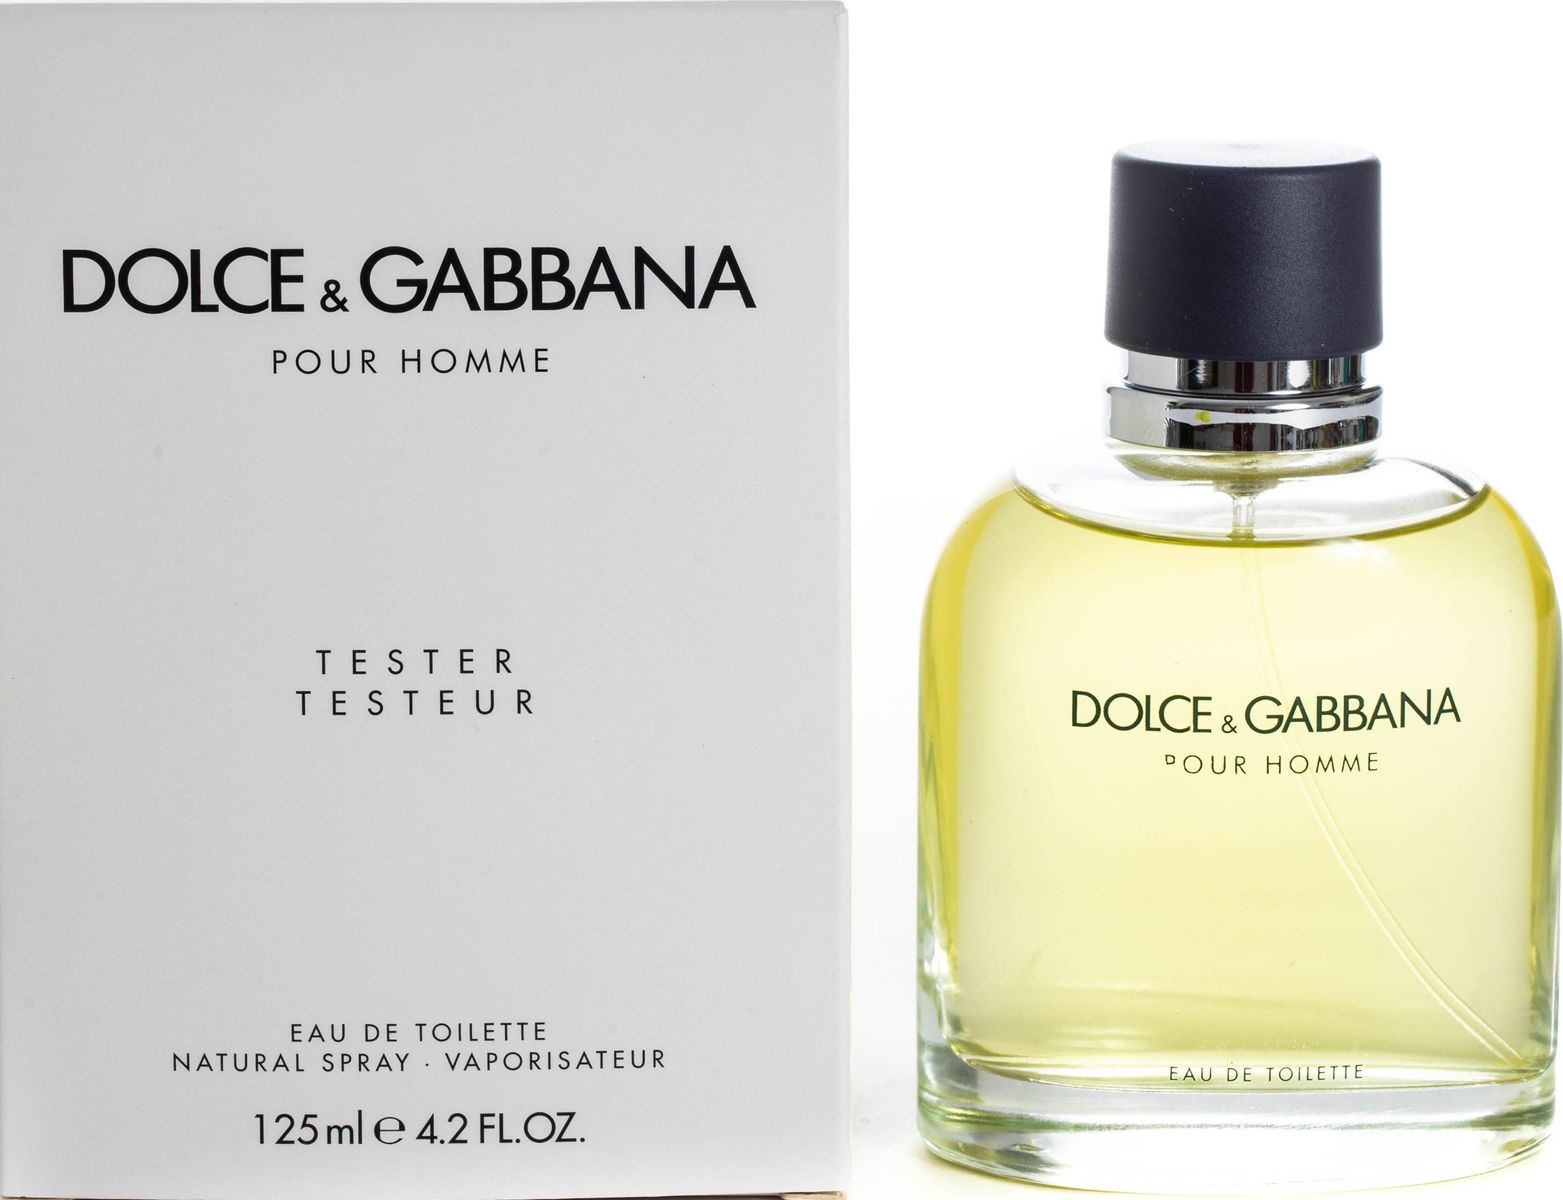 DOLCE & GABBANA
POUR HOMME
TESTER
TESTEUR
EAU DE TOILETTE
NATURAL SPRAY · VAPORISATEUR
125 ml ℮ 4.2 FL.OZ.
DOLCE & GABBANA
POUR HOMME
EAU DE TOILETTE